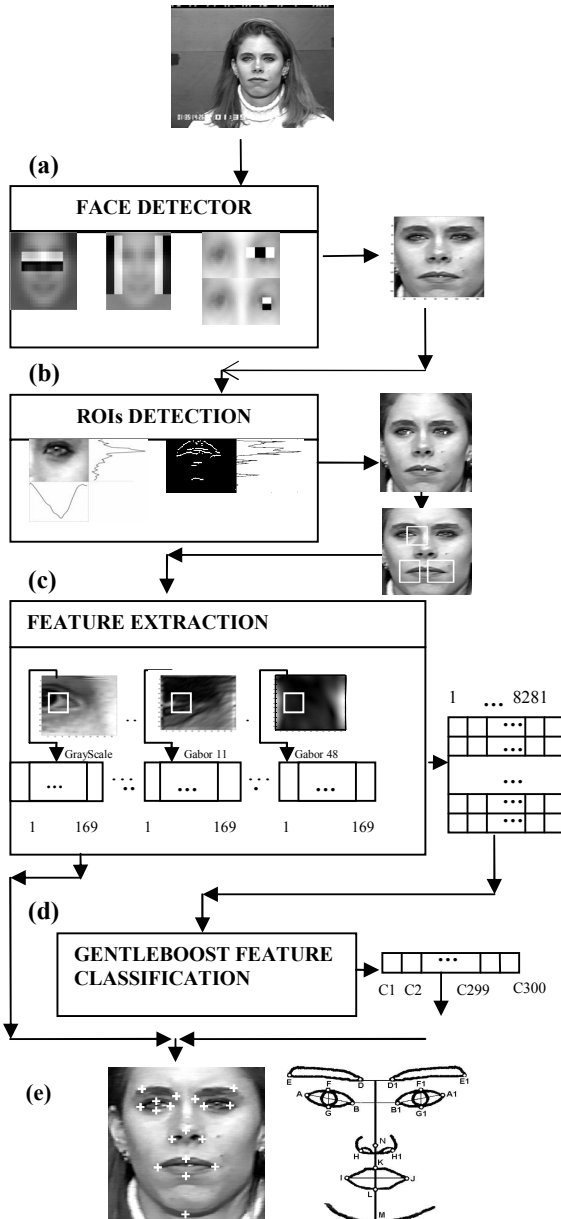 (a)
FACE DETECTOR
(b)
ROIs DETECTION
(c)
FEATURE EXTRACTION
GrayScale Gabor 11 Gabor 48
... ... ...
1 169 1 169 1 169
1 ... 8281
...
...
...
...
...
(d)
GENTLEBOOST FEATURE
CLASSIFICATION
...
C1 C2 C299 C300
(e)
E D D1 E1
F F1
A A1
B B1
G G1
N
H H1
K
I J
L
M